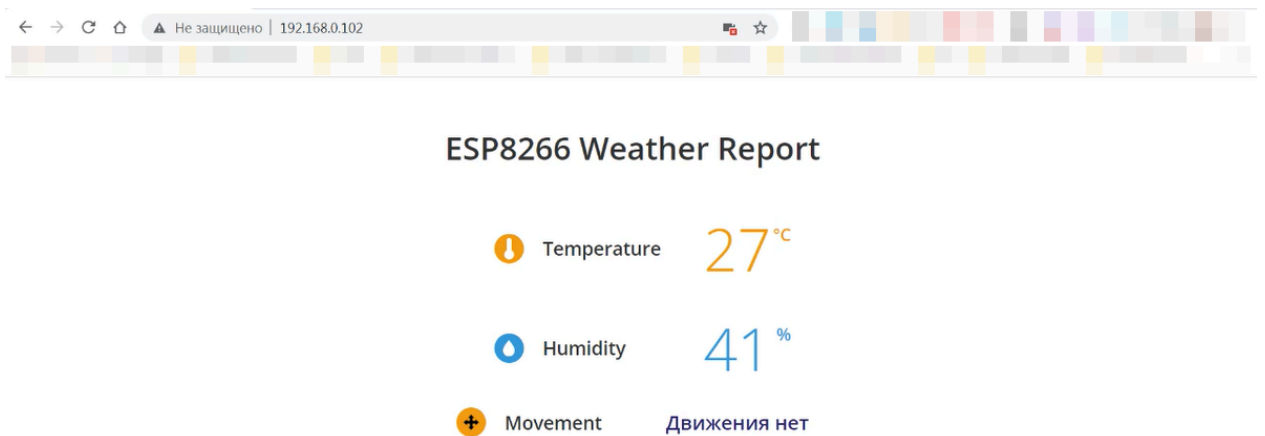 Не защищено | 192.168.0.102
ESP8266 Weather Report
Temperature 27 °C
Humidity 41 %
Movement Движения нет